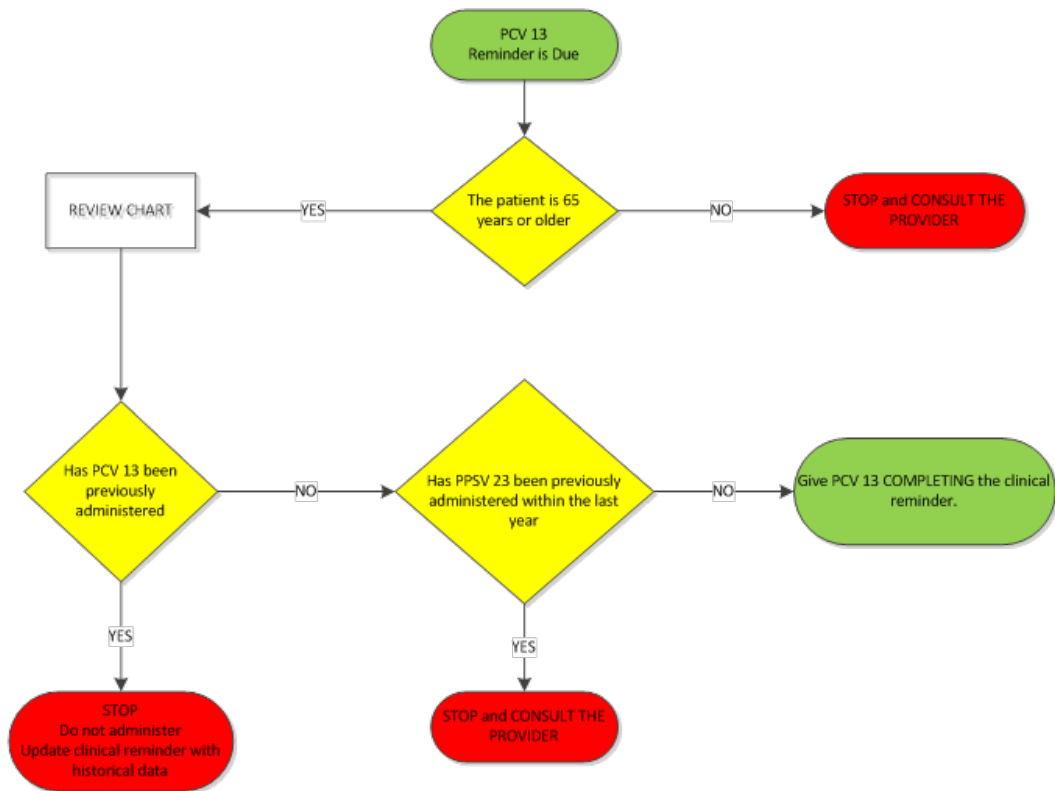 PCV 13
Reminder is Due
The patient is 65
years or older
YES
REVIEW CHART
NO
STOP and CONSULT THE
PROVIDER
Has PCV 13 been
previously
administered
NO
Has PPSV 23 been previously
administered within the last
year
NO
Give PCV 13 COMPLETING the clinical
reminder.
YES
STOP
Do not administer
Update clinical reminder with
historical data
YES
STOP and CONSULT THE
PROVIDER